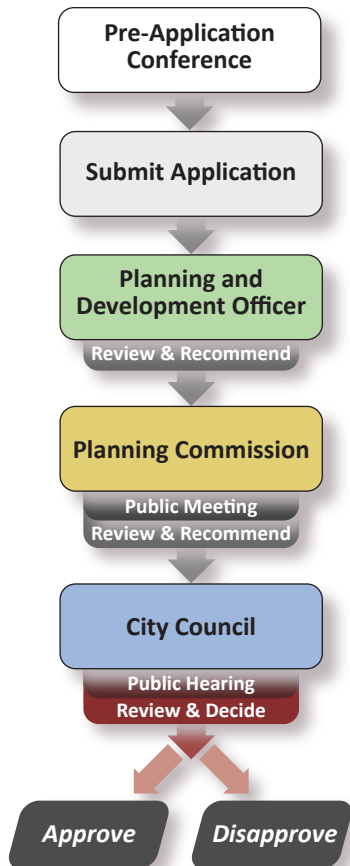 Pre-Application
Conference
Submit Application
Planning and
Development Officer
Review & Recommend
Planning Commission
Public Meeting
Review & Recommend
City Council
Public Hearing
Review & Decide
Approve
Disapprove